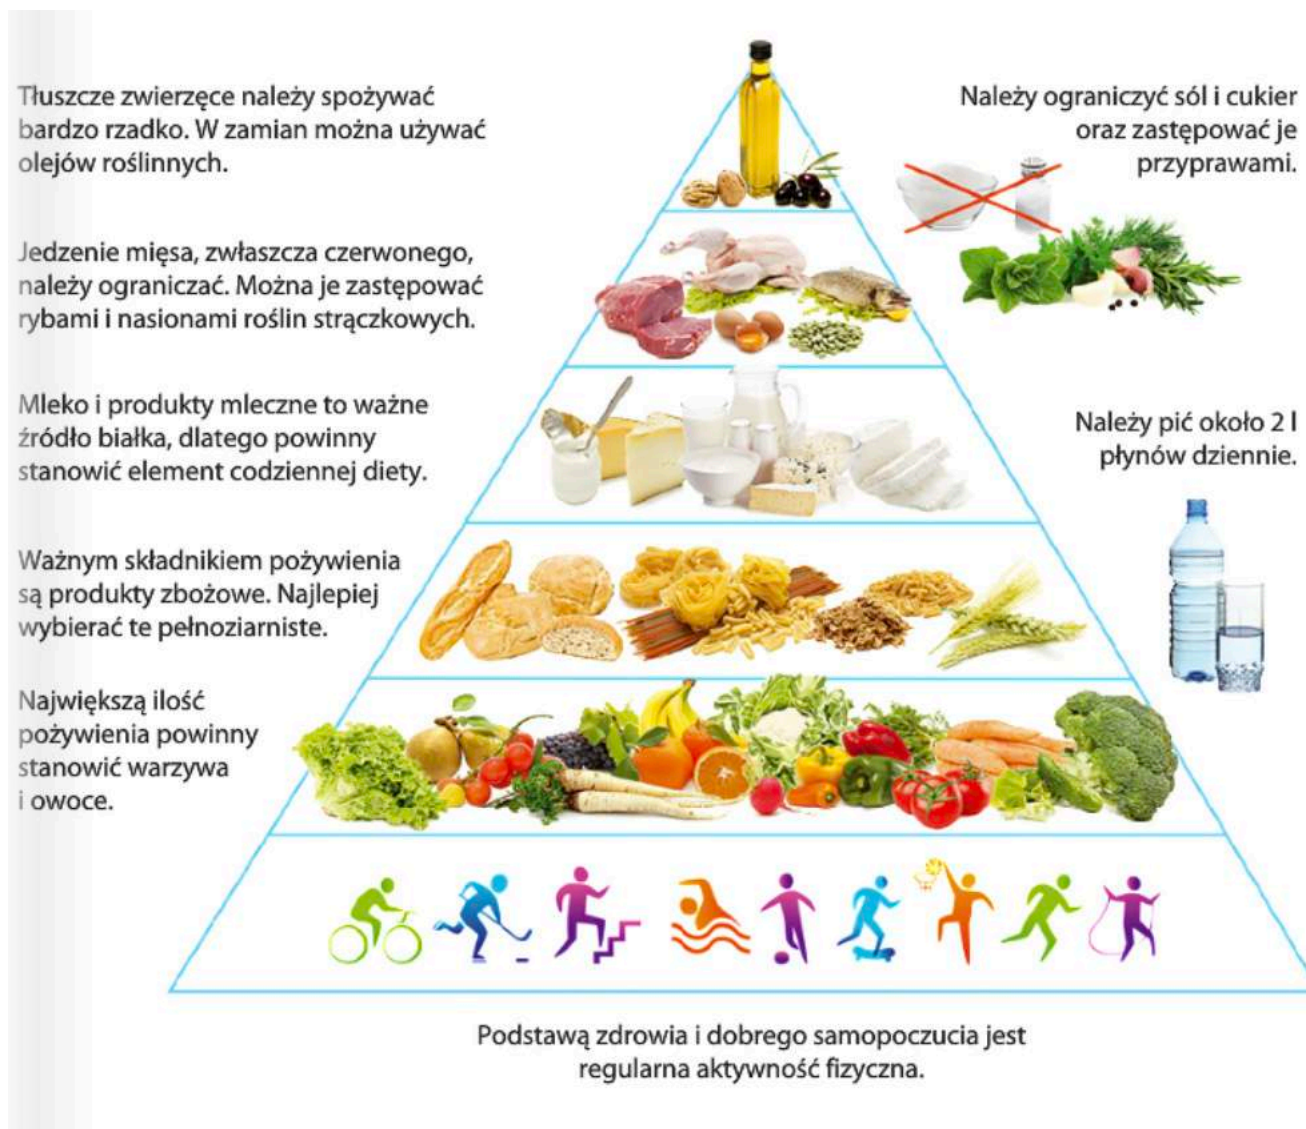 Tłuszcze zwierzęce należy spożywać
bardzo rzadko. W zamian można używać
olejów roślinnych.
Należy ograniczyć sól i cukier
oraz zastępować je
przyprawami.
Jedzenie mięsa, zwłaszcza czerwonego,
należy ograniczać. Można je zastępować
rybami i nasionami roślin strączkowych.
Mleko i produkty mleczne to ważne
źródło białka, dlatego powinny
stanowić element codziennej diety.
Należy pić około 2 l
płynów dziennie.
Ważnym składnikiem pożywienia
są produkty zbożowe. Najlepiej
wybierać te pełnoziarniste.
Największą ilość
pożywienia powinny
stanowić warzywa
i owoce.
Podstawą zdrowia i dobrego samopoczucia jest
regularna aktywność fizyczna.